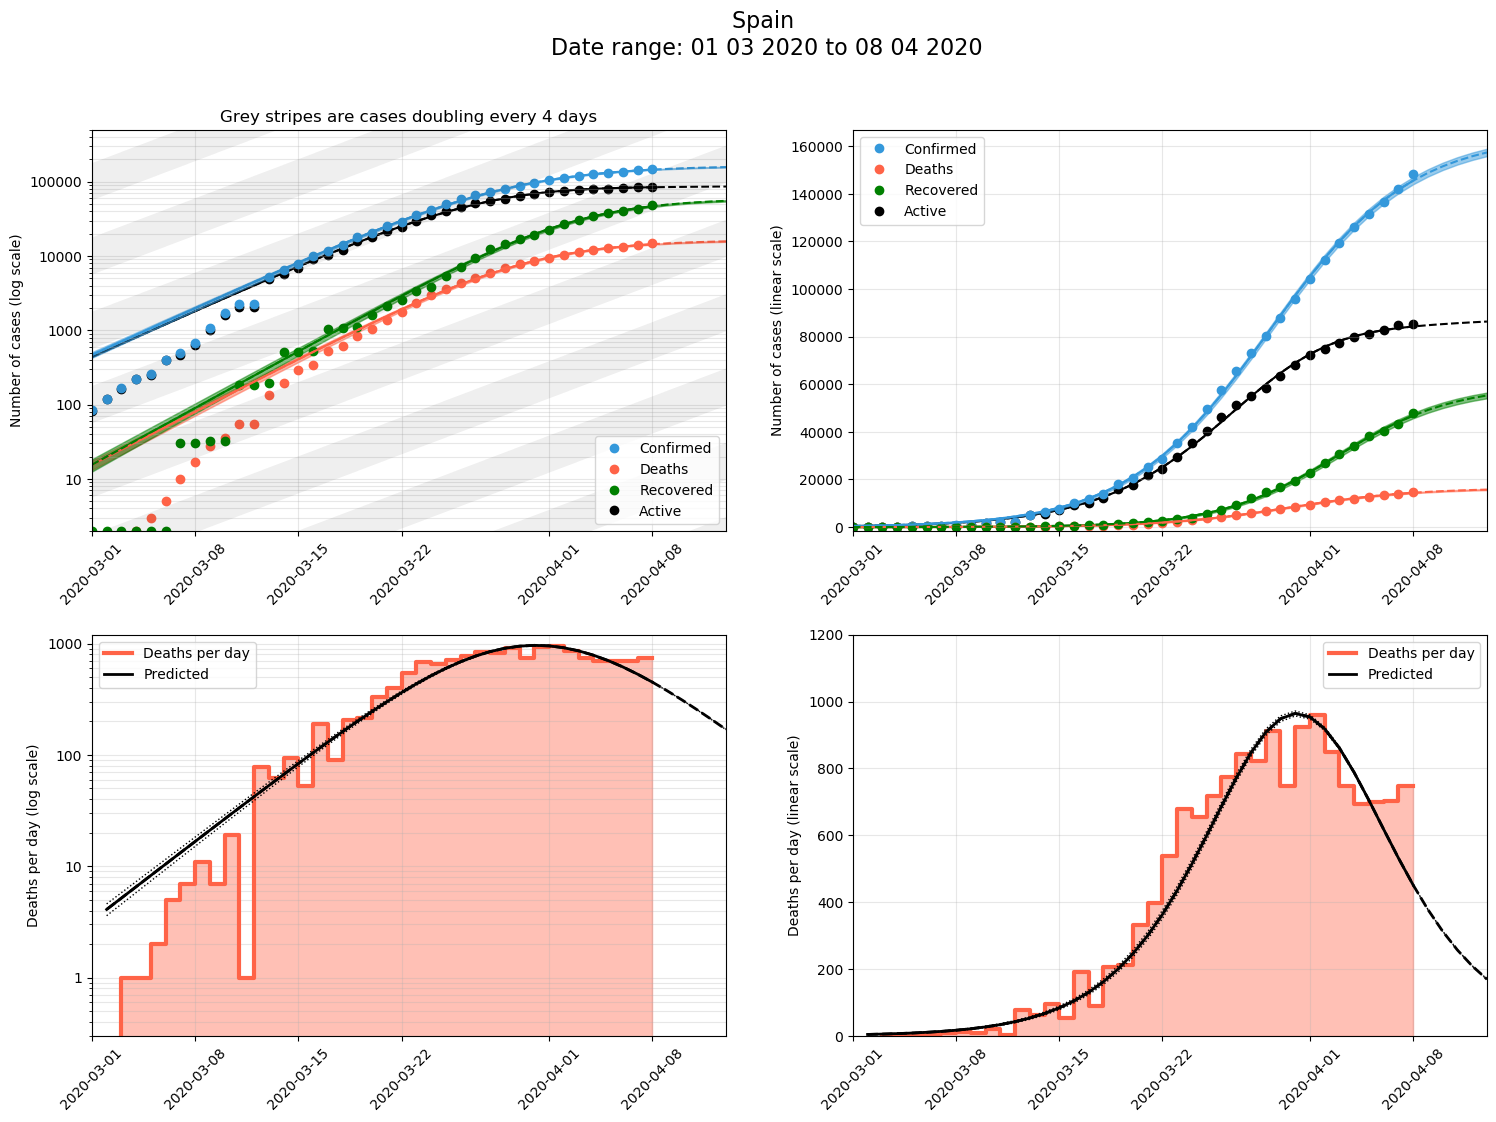 Spain
Date range: 01 03 2020 to 08 04 2020
Grey stripes are cases doubling every 4 days
Number of cases (log scale)
100000
10000
1000
100
10
Confirmed
Deaths
Recovered
Active
2020-03-01
2020-03-08
2020-03-15
2020-03-22
2020-04-01
2020-04-08
Number of cases (linear scale)
160000
140000
120000
100000
80000
60000
40000
20000
0
Confirmed
Deaths
Recovered
Active
2020-03-01
2020-03-08
2020-03-15
2020-03-22
2020-04-01
2020-04-08
Deaths per day (log scale)
1000
100
10
1
Deaths per day
Predicted
2020-03-01
2020-03-08
2020-03-15
2020-03-22
2020-04-01
2020-04-08
Deaths per day (linear scale)
1200
1000
800
600
400
200
0
Deaths per day
Predicted
2020-03-01
2020-03-08
2020-03-15
2020-03-22
2020-04-01
2020-04-08